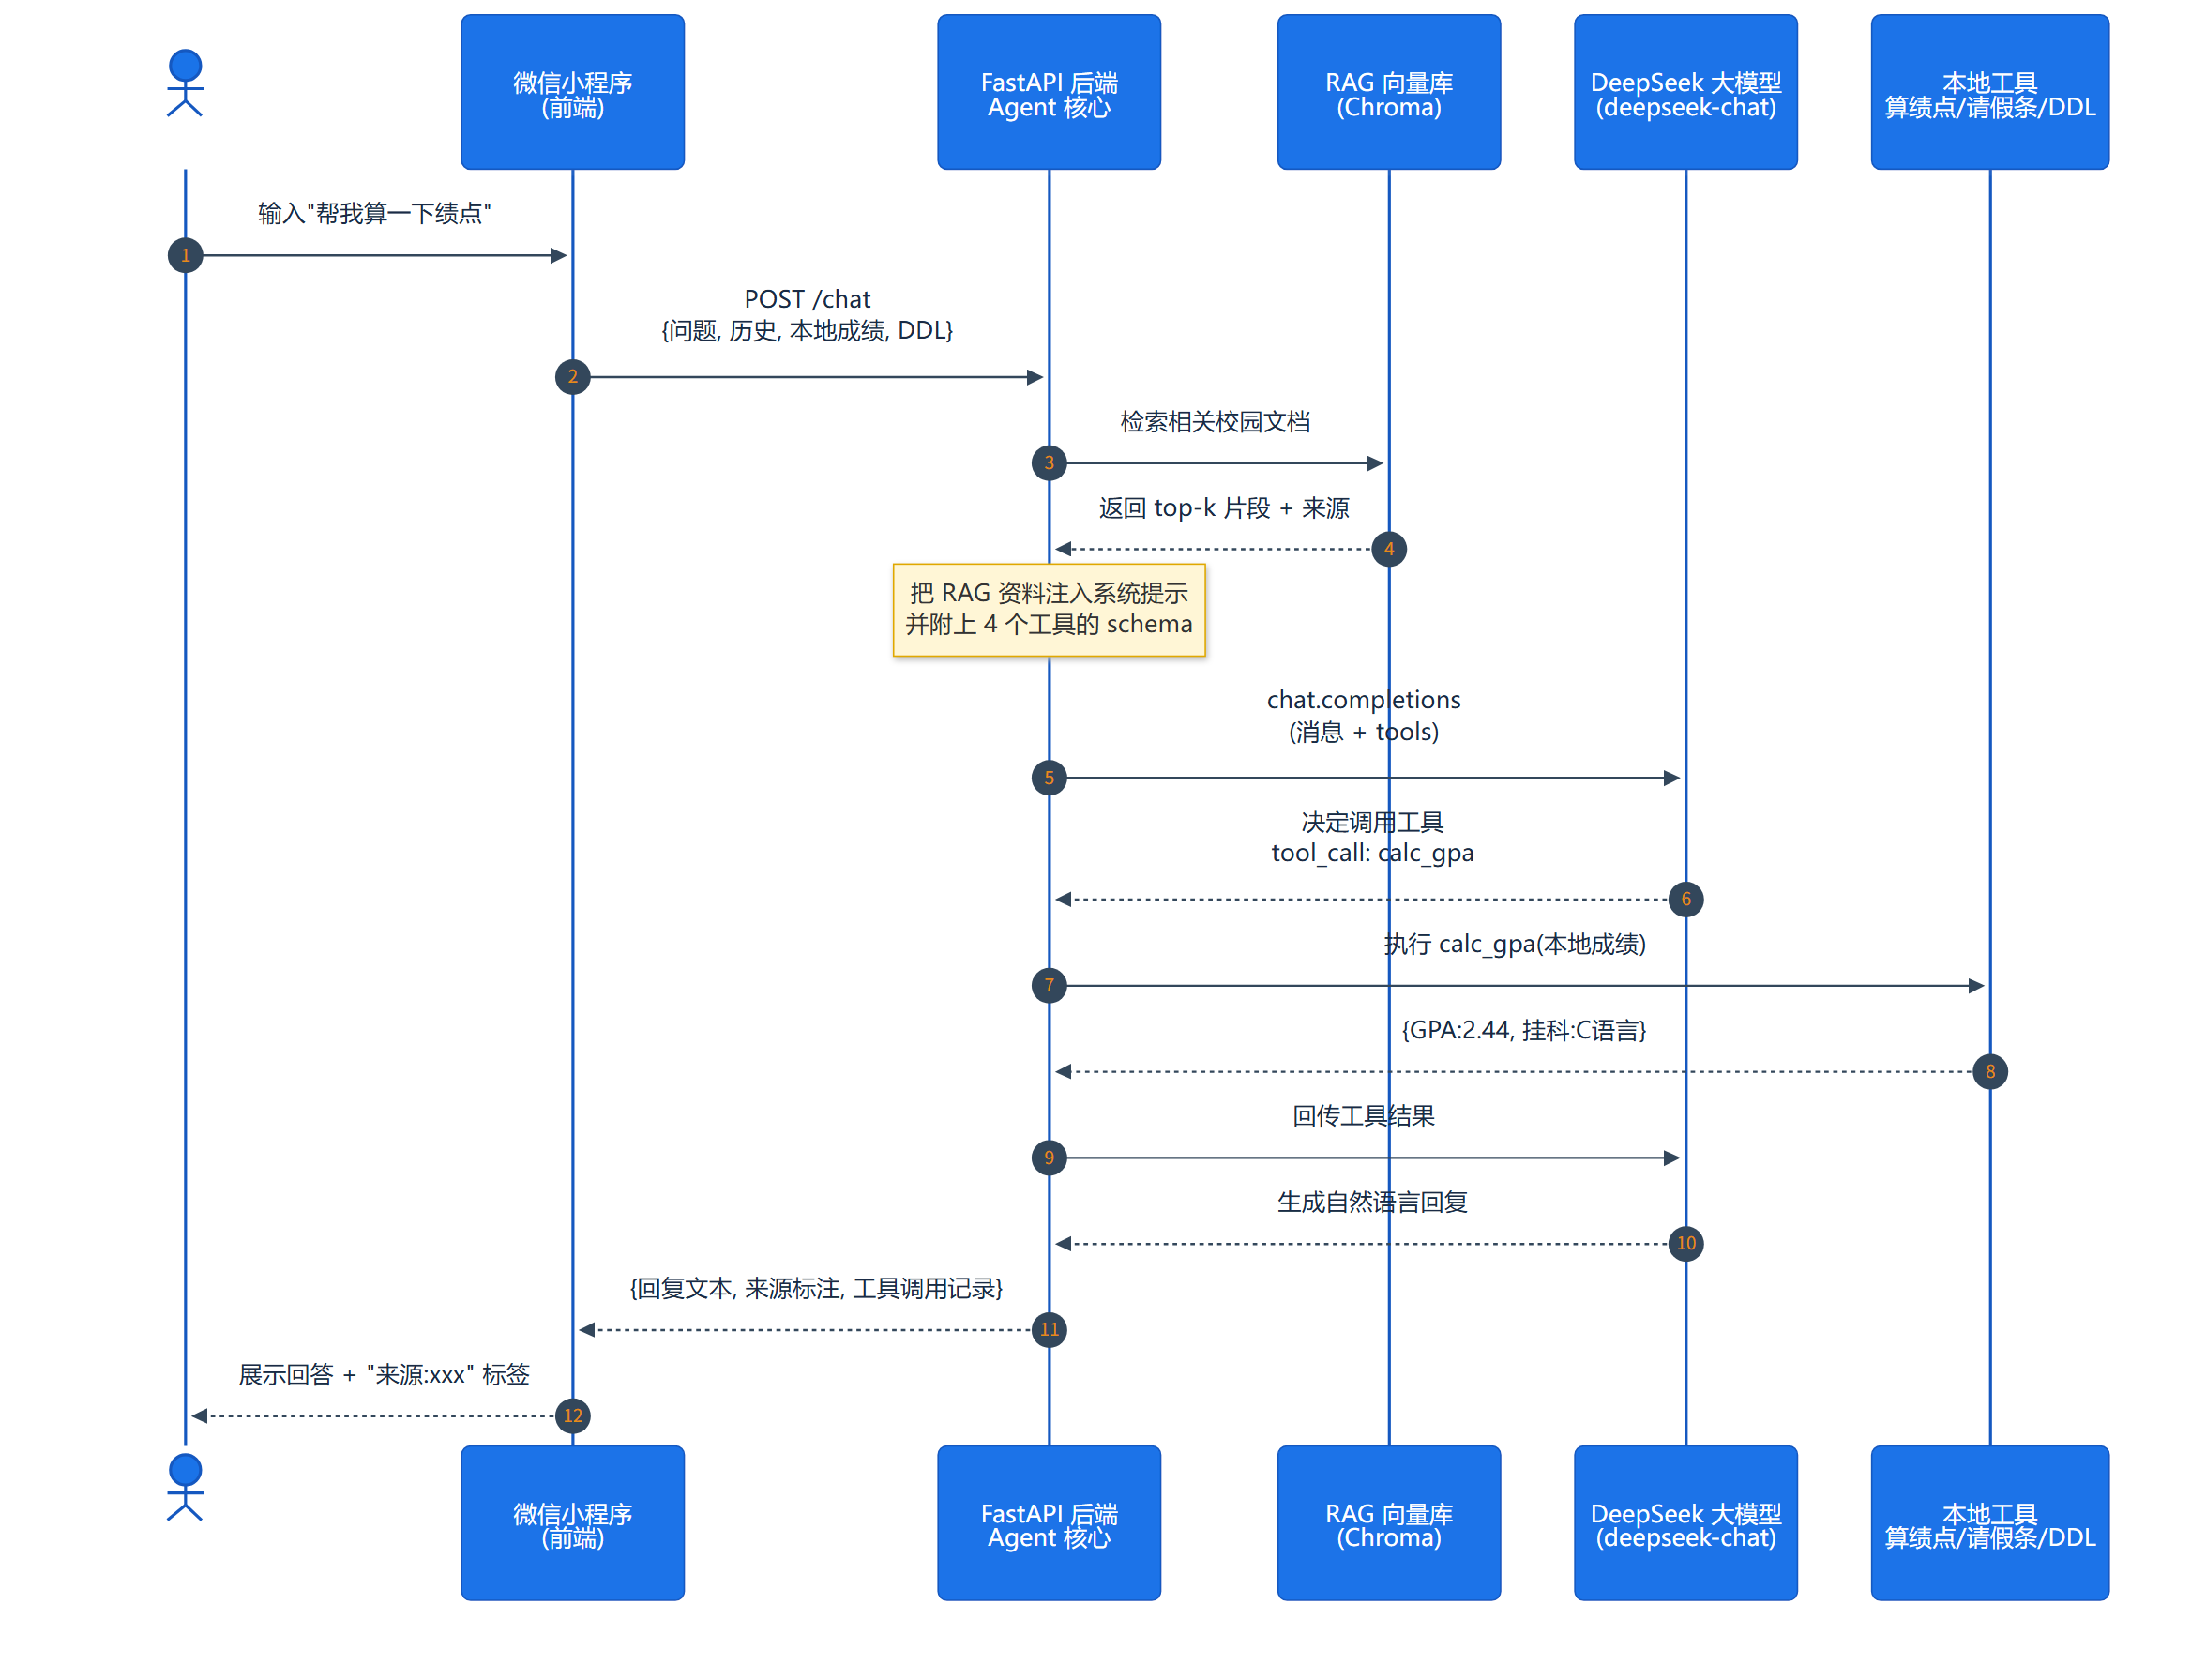 微信小程序
(前端)
FastAPI 后端
Agent 核心
RAG 向量库
(Chroma)
DeepSeek 大模型
(deepseek-chat)
本地工具
算绩点/请假条/DDL
输入"帮我算一下绩点"
1
POST /chat
{问题, 历史, 本地成绩, DDL}
2
检索相关校园文档
3
返回 top-k 片段 + 来源
4
把 RAG 资料注入系统提示
并附上 4 个工具的 schema
chat.completions
(消息 + tools)
5
决定调用工具
tool_call: calc_gpa
6
执行 calc_gpa(本地成绩)
7
{GPA:2.44, 挂科:C语言}
8
回传工具结果
9
生成自然语言回复
10
{回复文本, 来源标注, 工具调用记录}
11
展示回答 + "来源:xxx" 标签
12
微信小程序
(前端)
FastAPI 后端
Agent 核心
RAG 向量库
(Chroma)
DeepSeek 大模型
(deepseek-chat)
本地工具
算绩点/请假条/DDL